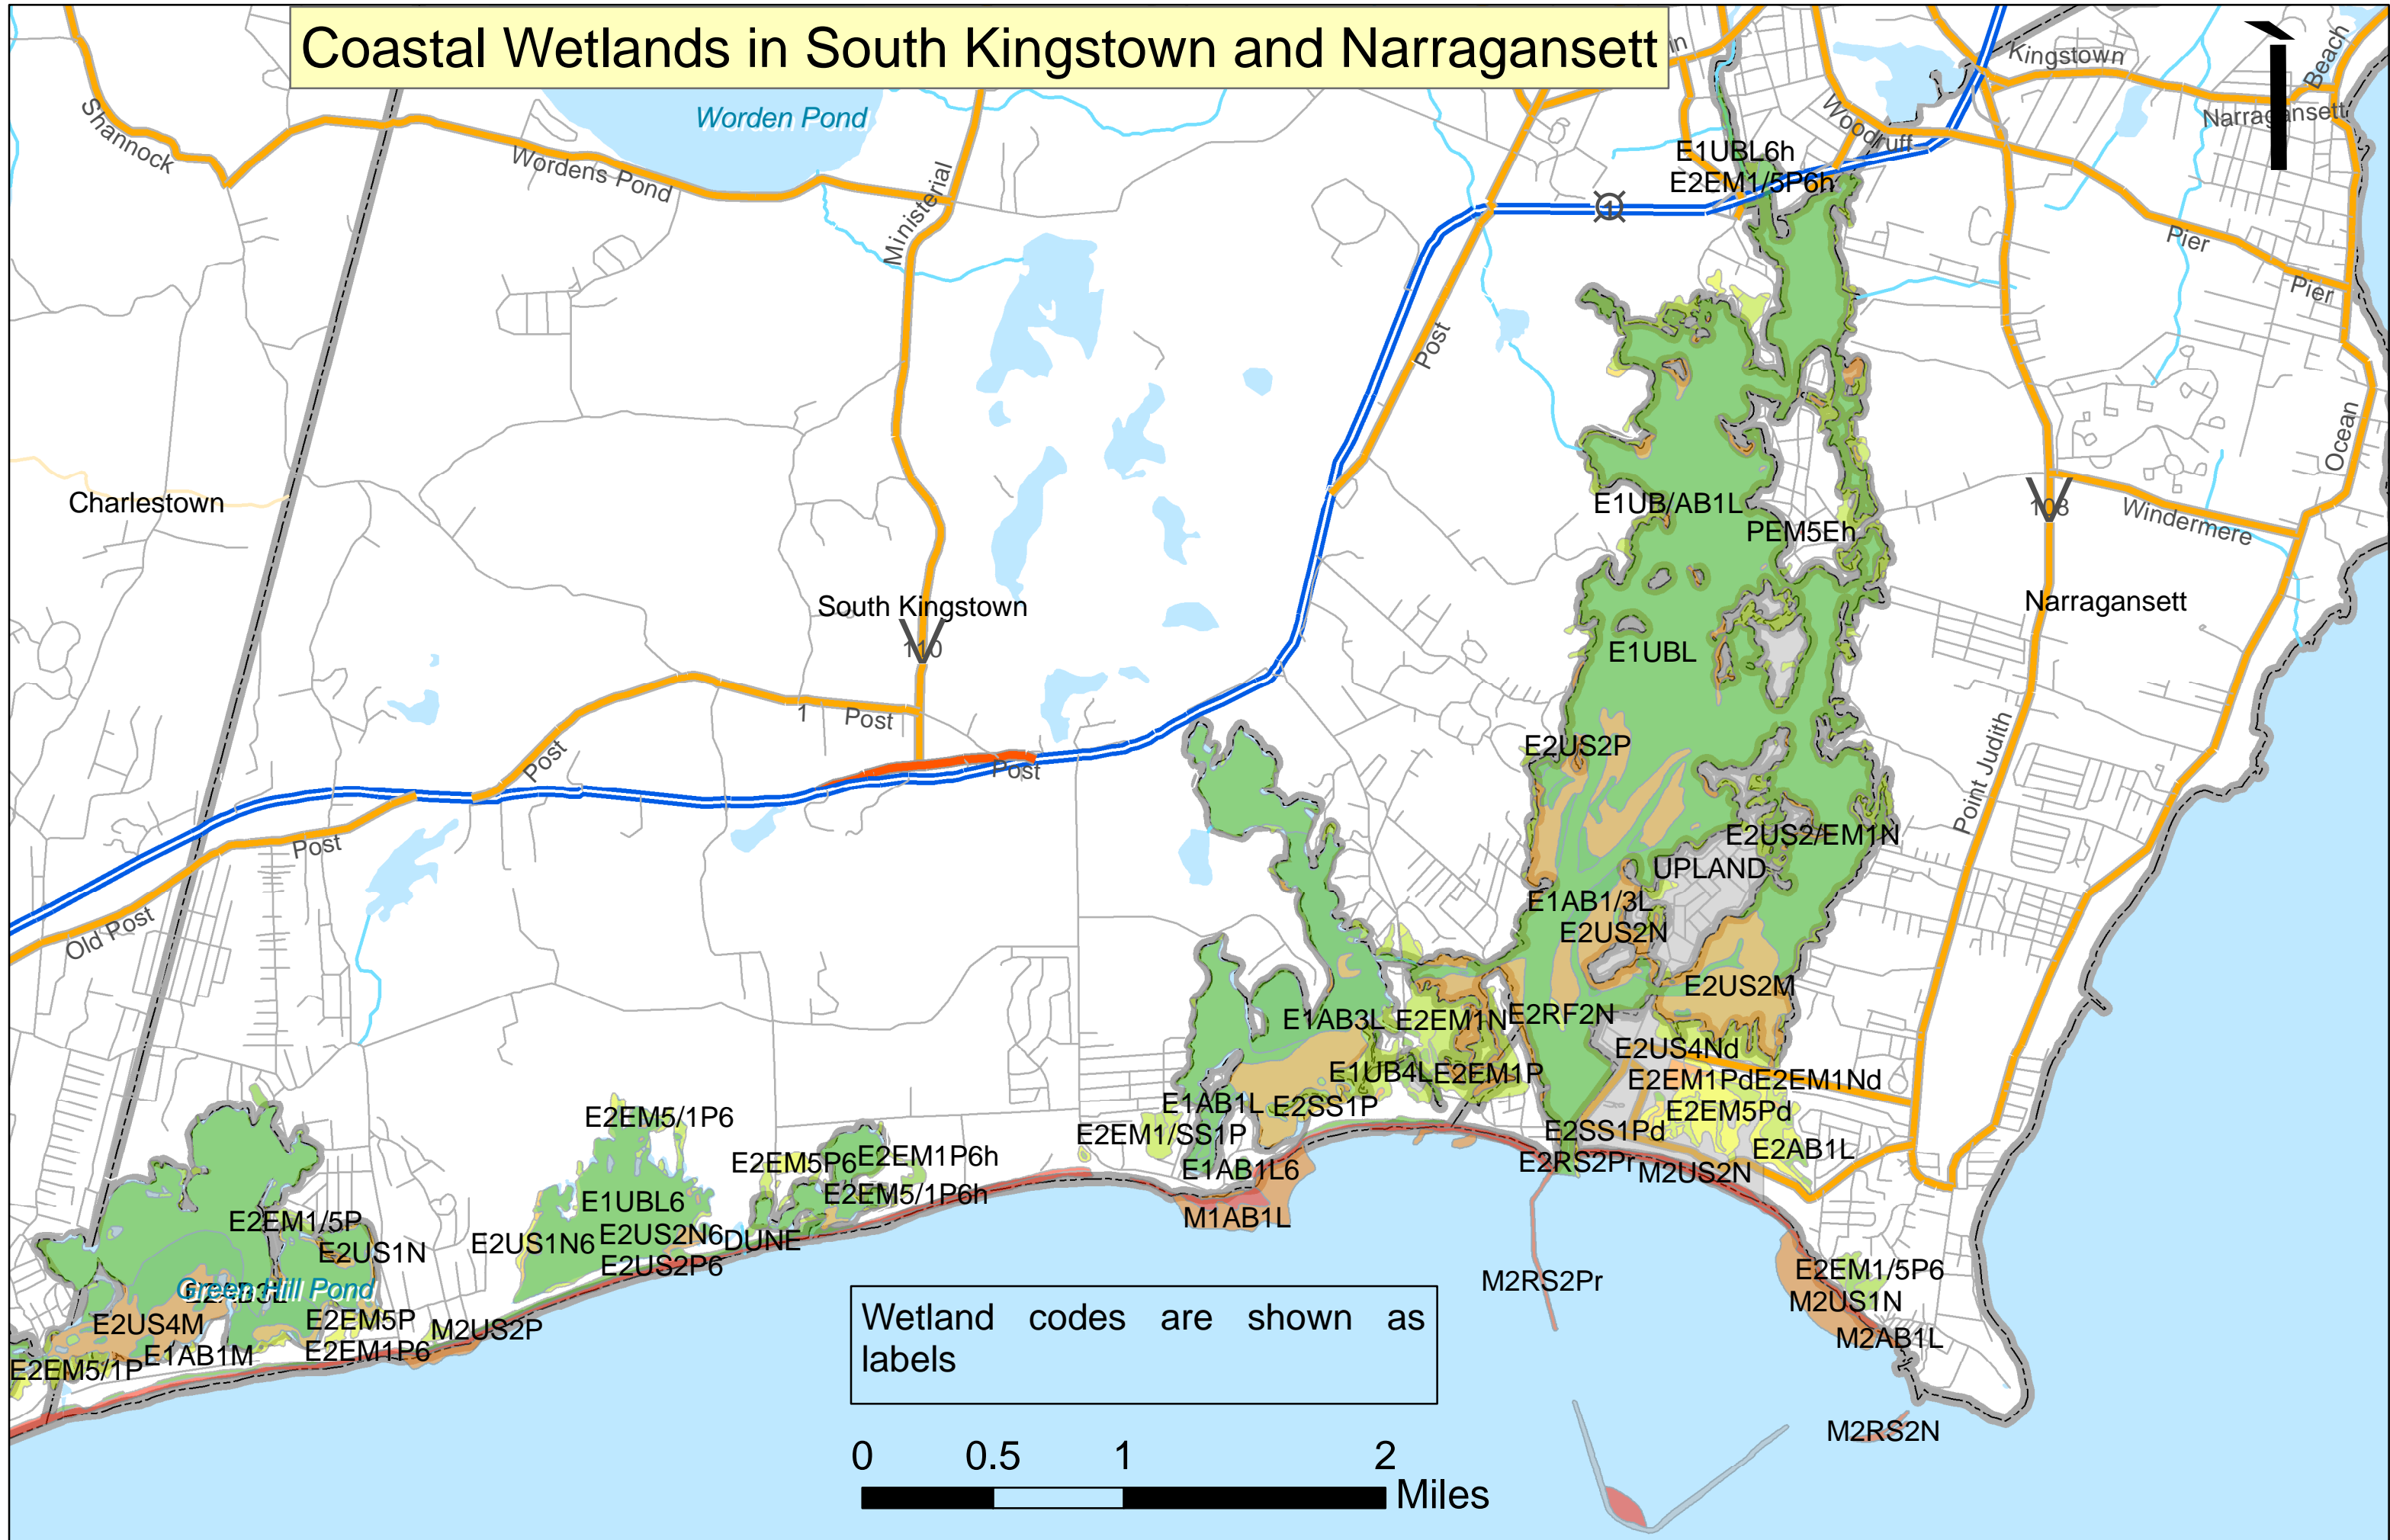 Coastal Wetlands in South Kingstown and Narragansett
in
Kingstown
Beach
Narragansett
Woodruff
Shannock
Worden Pond
Wordens Pond
Ministerial
E1UBL6h
E2EM1/5P6h
1
Pier
Pier
Post
Ocean
Charlestown
E1UB/AB1L
PEM5Eh
108
Windermere
South Kingstown
110
Narragansett
E1UBL
1
Post
Post
Post
E2US2P
Point Judith
Post
Old Post
E2US2/EM1N
UPLAND
E1AB1/3L
E2US2N
E2US2M
E1AB3L
E2EM1N
E2RF2N
E2US4Nd
E1UB4L
E2EM1P
E2EM1Pd
E2EM1Nd
E1AB1L
E2SS1P
E2EM5Pd
E2EM5/1P6
E2EM1/SS1P
E2SS1Pd
E2AB1L
E2EM5P6
E2EM1P6h
E1AB1L6
E2RS2Pr
M2US2N
E2EM5/1P6h
E1UBL6
M1AB1L
E2EM1/5P
E2US1N
E2US1N6
E2US2N6
DUNE
E2US2P6
Green Hill Pond
E2US4M
E2EM5P
M2US2P
E1AB1M
E2EM1P6
E2EM5/1P
M2RS2Pr
E2EM1/5P6
M2US1N
M2AB1L
M2RS2N
Wetland codes are shown as
labels
0 0.5 1 2
Miles